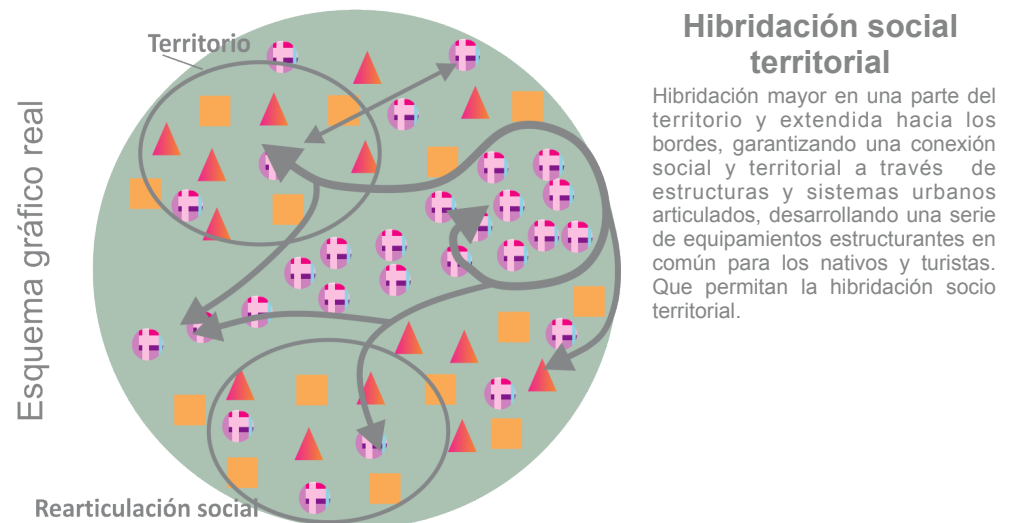 Esquema gráfico real
Territorio
Rearticulación social
Hibridación social
territorial
Hibridación mayor en una parte del
territorio y extendida hacia los
bordes, garantizando una conexión
social y territorial a través de
estructuras y sistemas urbanos
articulados, desarrollando una serie
de equipamientos estructurantes en
común para los nativos y turistas.
Que permitan la hibridación socio
territorial.